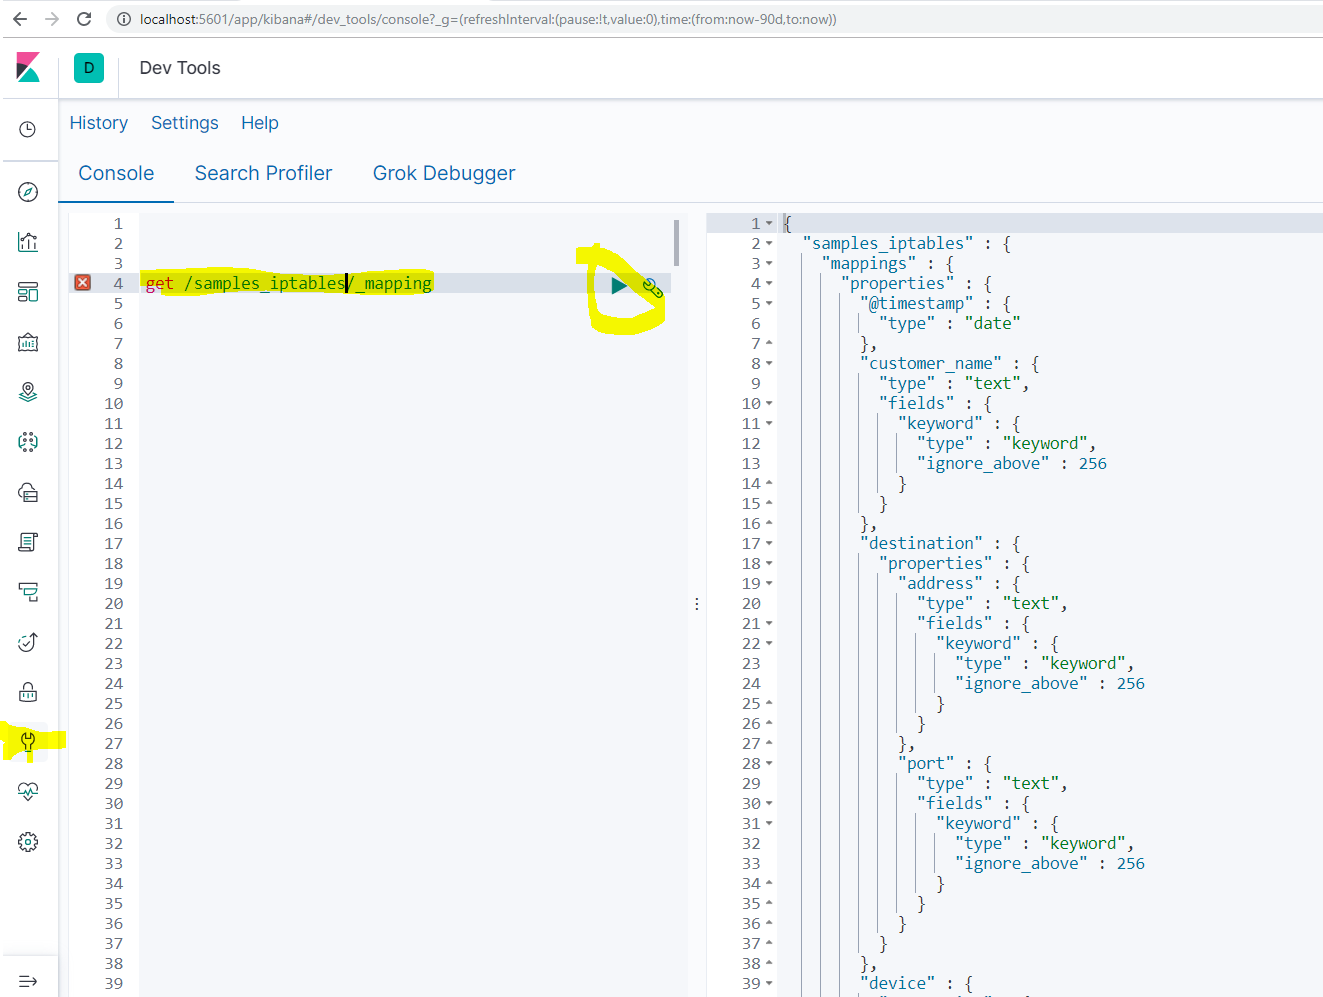 localhost:5601/app/kibana#/dev_tools/console?_g=(refreshInterval:(pause:!t,value:0),time:(from:now-90d,to:now))
D Dev Tools
History Settings Help
Console Search Profiler Grok Debugger
1
2
3
4 get /samples_iptables/_mapping
5
6
7
8
9
10
11
12
13
14
15
16
17
18
19
20
21
22
23
24
25
26
27
28
29
30
31
32
33
34
35
36
37
38
39
1 {
2 "samples_iptables" : {
3 "mappings" : {
4 "properties" : {
5 "@timestamp" : {
6 "type" : "date"
7 },
8 "customer_name" : {
9 "type" : "text",
10 "fields" : {
11 "keyword" : {
12 "type" : "keyword",
13 "ignore_above" : 256
14 }
15 }
16 },
17 "destination" : {
18 "properties" : {
19 "address" : {
20 "type" : "text",
21 "fields" : {
22 "keyword" : {
23 "type" : "keyword",
24 "ignore_above" : 256
25 }
26 }
27 },
28 "port" : {
29 "type" : "text",
30 "fields" : {
31 "keyword" : {
32 "type" : "keyword",
33 "ignore_above" : 256
34 }
35 }
36 }
37 }
38 },
39 "device" : {